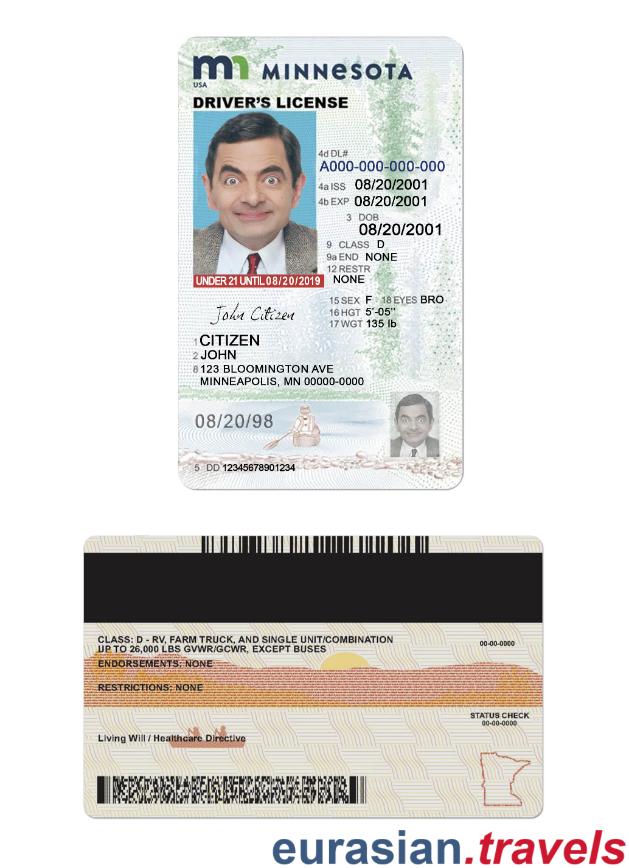 mn MINNESOTA
USA
DRIVER'S LICENSE
4d DL#
A000-000-000-000
4a ISS 08/20/2001
4b EXP 08/20/2001
3 DOB
08/20/2001
9 CLASS D
9a END NONE
12 RESTR
NONE
UNDER 21 UNTIL 08/20/2019
15 SEX F 18 EYES BRO
16 HGT 5'-05"
17 WGT 135 lb
John Citizen
1 CITIZEN
2 JOHN
8 123 BLOOMINGTON AVE
MINNEAPOLIS, MN 00000-0000
08/20/98
5 DD 12345678901234
CLASS: D - RV, FARM TRUCK, AND SINGLE UNIT/COMBINATION
UP TO 26,000 LBS GVWR/GCWR, EXCEPT BUSES
00-00-0000
ENDORSEMENTS: NONE
RESTRICTIONS: NONE
STATUS CHECK
00-00-0000
Living Will / Healthcare Directive
eurasian.travels